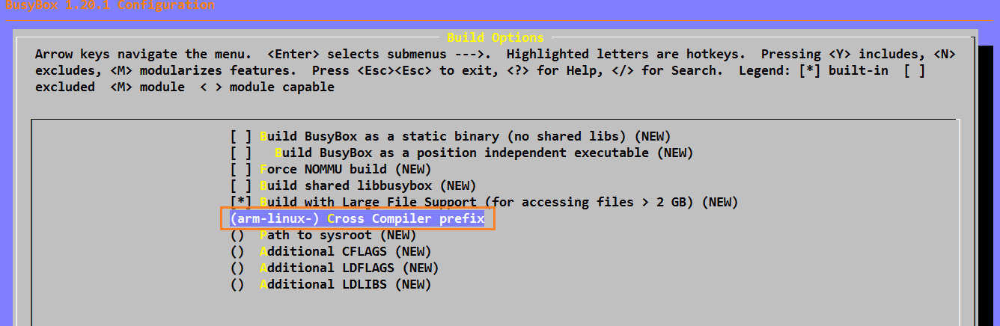 BusyBox 1.20.1 Configuration
Build Options
Arrow keys navigate the menu.  <Enter> selects submenus --->.  Highlighted letters are hotkeys.  Pressing <Y> includes, <N>
excludes, <M> modularizes features.  Press <Esc><Esc> to exit, <?> for Help, </> for Search.  Legend: [*] built-in  [ ]
excluded  <M> module  < > module capable
[ ] Build BusyBox as a static binary (no shared libs) (NEW)
[ ]   Build BusyBox as a position independent executable (NEW)
[ ] Force NOMMU build (NEW)
[ ] Build shared libbusybox (NEW)
[*] Build with Large File Support (for accessing files > 2 GB) (NEW)
(arm-linux-) Cross Compiler prefix
()  Path to sysroot (NEW)
()  Additional CFLAGS (NEW)
()  Additional LDFLAGS (NEW)
()  Additional LDLIBS (NEW)